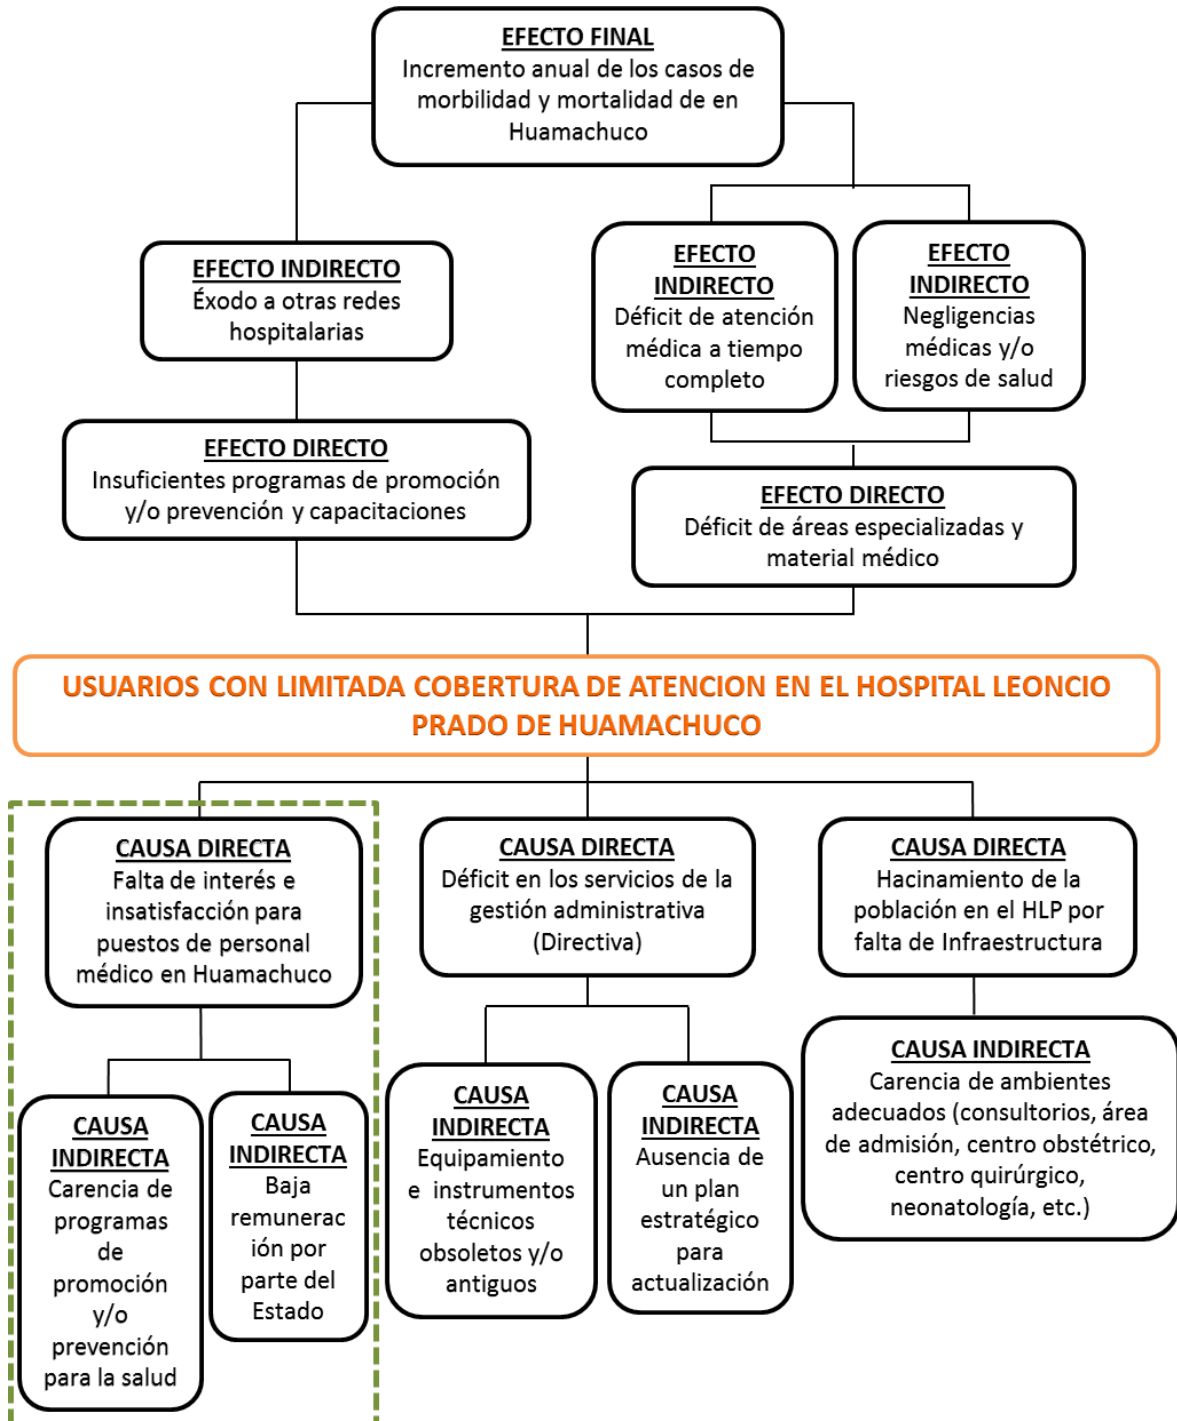 EFECTO FINAL
Incremento anual de los casos de
morbilidad y mortalidad de en
Huamachuco
EFECTO INDIRECTO
Éxodo a otras redes
hospitalarias
EFECTO
INDIRECTO
Déficit de atención
médica a tiempo
completo
EFECTO
INDIRECTO
Negligencias
médicas y/o
riesgos de salud
EFECTO DIRECTO
Insuficientes programas de promoción
y/o prevención y capacitaciones
EFECTO DIRECTO
Déficit de áreas especializadas y
material médico
USUARIOS CON LIMITADA COBERTURA DE ATENCION EN EL HOSPITAL LEONCIO
PRADO DE HUAMACHUCO
CAUSA DIRECTA
Falta de interés e
insatisfacción para
puestos de personal
médico en Huamachuco
CAUSA DIRECTA
Déficit en los servicios de la
gestión administrativa
(Directiva)
CAUSA DIRECTA
Hacinamiento de la
población en el HLP por
falta de Infraestructura
CAUSA
INDIRECTA
Carencia de
programas
de
promoción
y/o
prevención
para la salud
CAUSA
INDIRECTA
Baja
remunerac
ión por
parte del
Estado
CAUSA
INDIRECTA
Equipamiento
e instrumentos
técnicos
obsoletos y/o
antiguos
CAUSA
INDIRECTA
Ausencia de
un plan
estratégico
para
actualización
CAUSA INDIRECTA
Carencia de ambientes
adecuados (consultorios, área
de admisión, centro obstétrico,
centro quirúrgico,
neonatología, etc.)